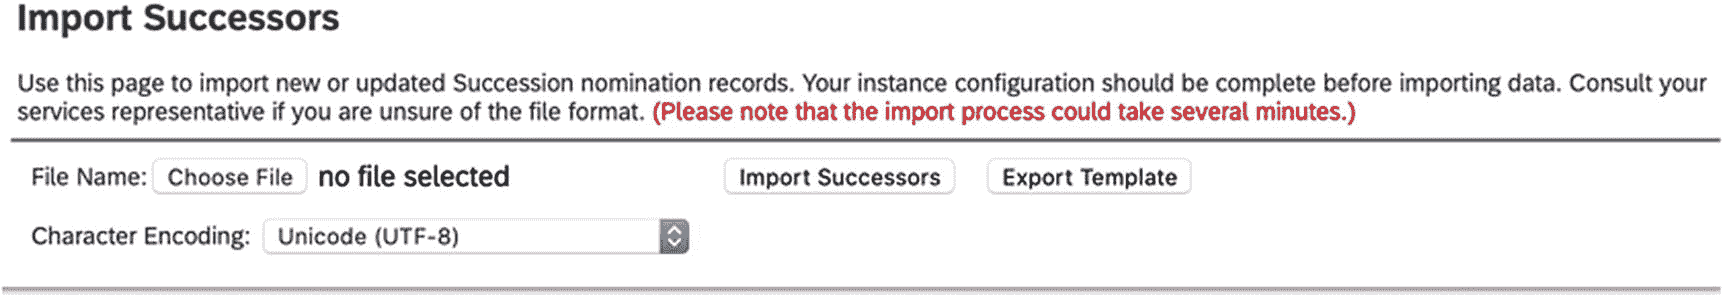 Import Successors
Use this page to import new or updated Succession nomination records. Your instance configuration should be complete before importing data. Consult your
services representative if you are unsure of the file format. (Please note that the import process could take several minutes.)
File Name: Choose File no file selected Import Successors Export Template
Character Encoding: Unicode (UTF-8)